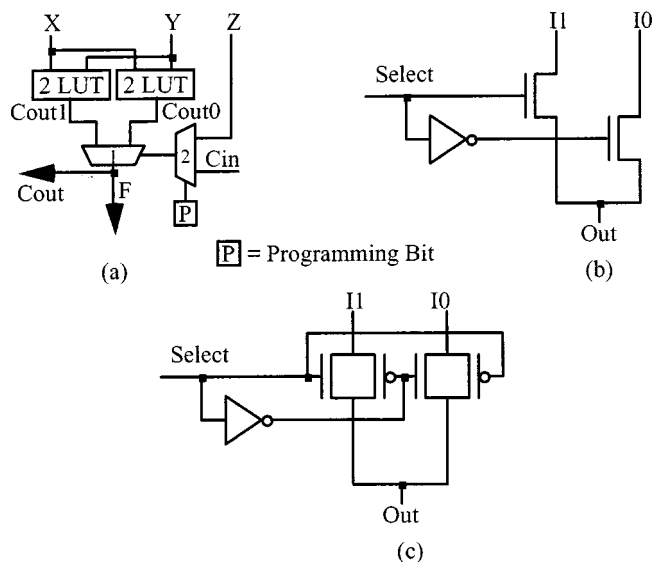 X Y Z
2 LUT 2 LUT
Cout1 Cout0
1
2
Cin
Cout
F
P
(a)
P = Programming Bit
I1 I0
Select
Out
(b)
I1 I0
Select
Out
(c)